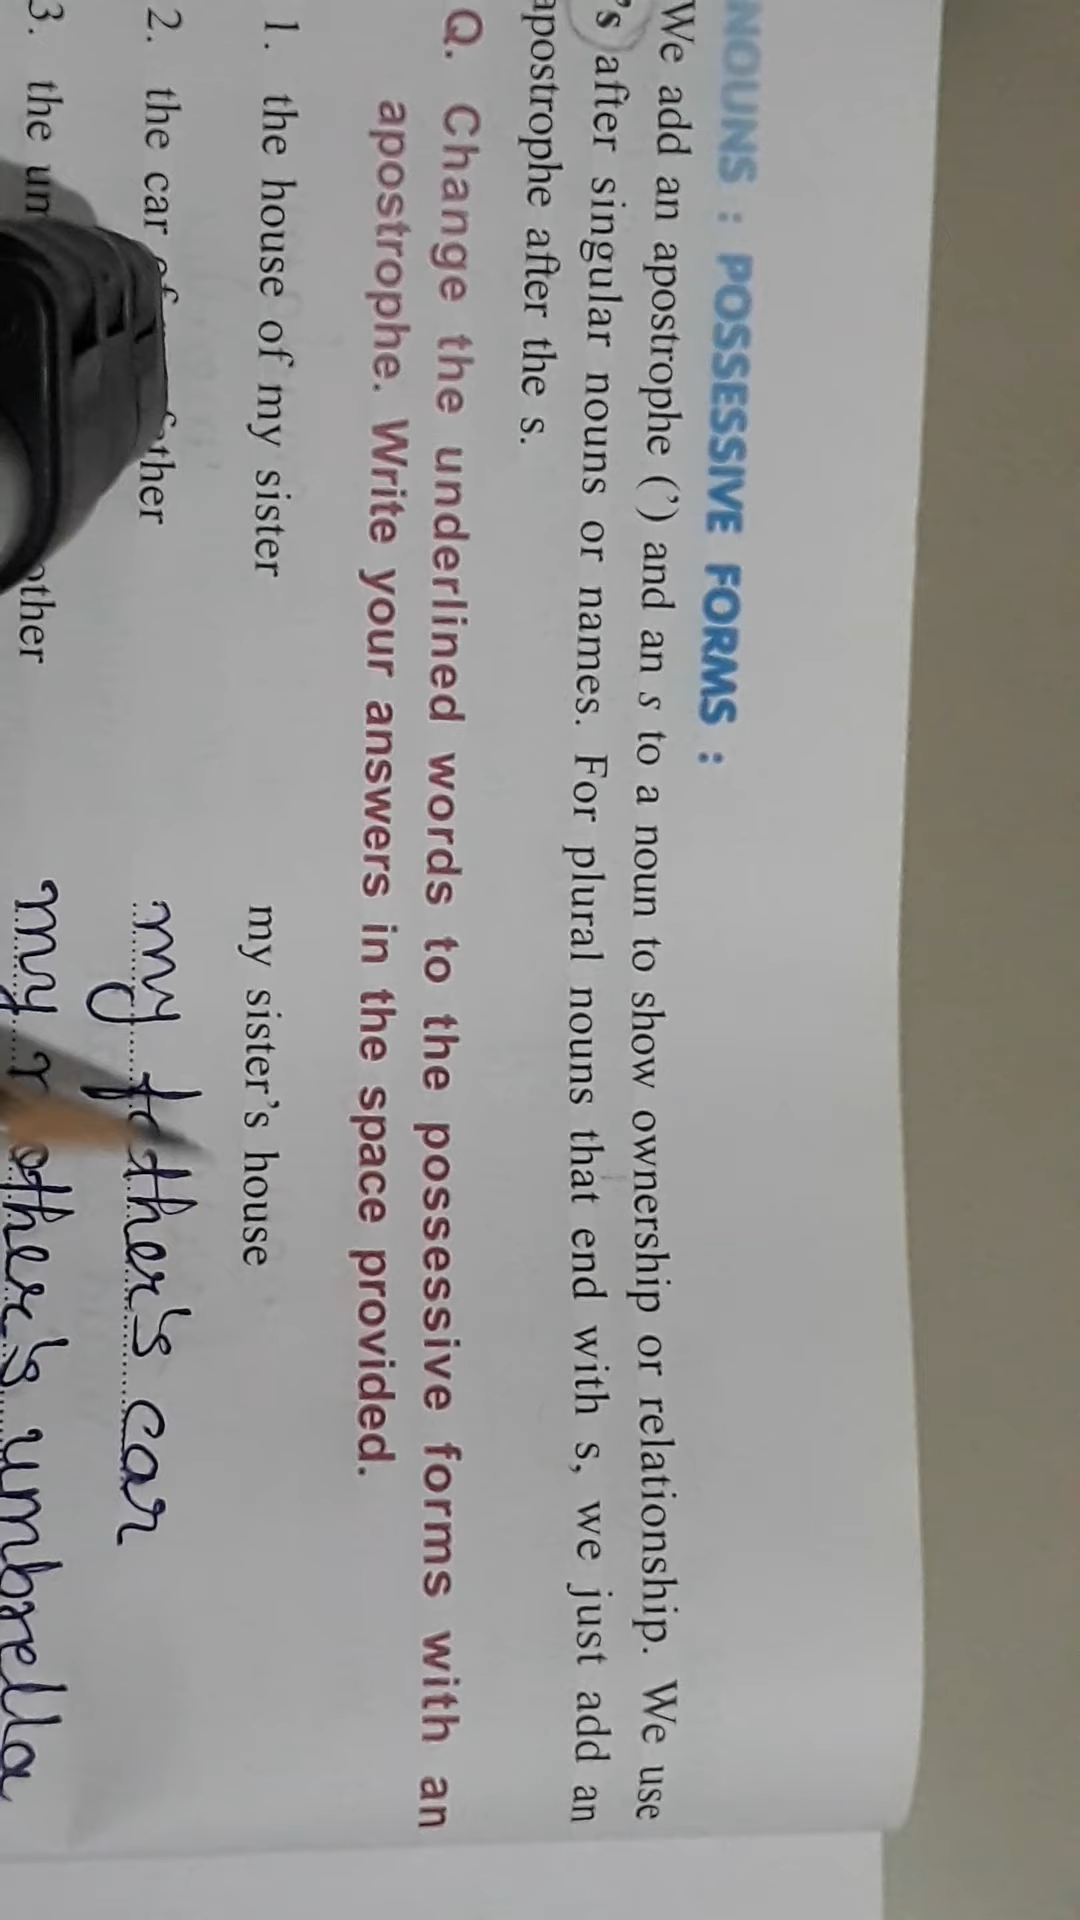 NOUNS : POSSESSIVE FORMS :
We add an apostrophe (’) and an s to a noun to show ownership or relationship. We use
’s after singular nouns or names. For plural nouns that end with s, we just add an
apostrophe after the s.
Q. Change the underlined words to the possessive forms with an
apostrophe. Write your answers in the space provided.
1. the house of my sister my sister’s house
2. the car of my father's car
3. the my other's umbrella